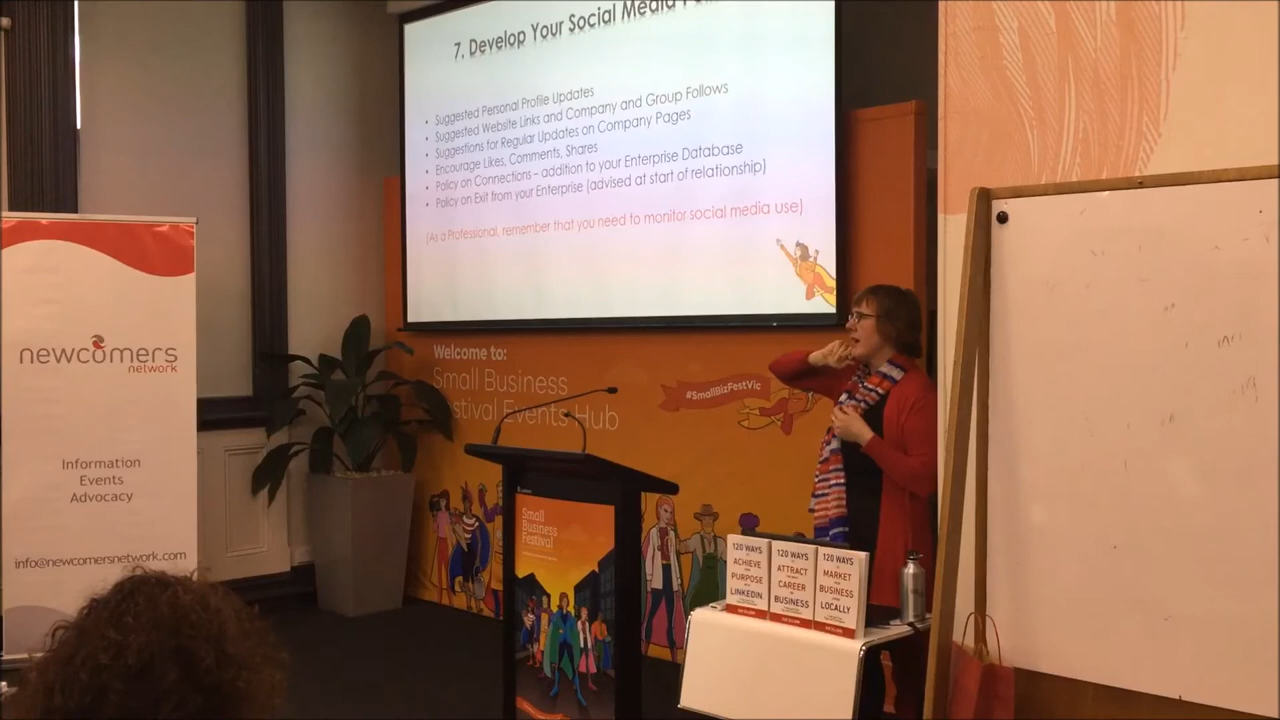 7. Develop Your Social Media
• Suggested Personal Profile Updates
• Suggested Website Links and Company and Group Follows
• Suggestions for Regular Updates on Company Pages
• Encourage Likes, Comments, Shares
• Policy on Connections – addition to your Enterprise Database
• Policy on Exit from your Enterprise (advised at start of relationship)
(As a Professional, remember that you need to monitor social media use)
newcomers
network
Information
Events
Advocacy
info@newcomersnetwork.com
Welcome to:
Small Business
stival Events Hub
#SmallBizFestVic
Small
Business
Festival
120 WAYS
ACHIEVE
PURPOSE
LINKEDIN
120 WAYS
ATTRACT
CAREER
BUSINESS
120 WAYS
MARKET
BUSINESS
LOCALLY